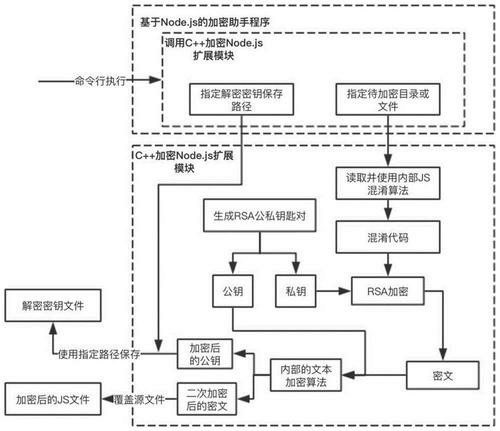 基于Node.js的加密助手程序
调用C++加密Node.js
扩展模块
命令行执行
指定解密密钥保存
路径
指定待加密目录或
文件
C++加密Node.js扩展
模块
读取并使用内部JS
混淆算法
生成RSA公私钥匙对
混淆代码
公钥
私钥
RSA加密
解密密钥文件
使用指定路径保存
加密后
的公钥
内部的文本
加密算法
密文
加密后的JS文件
覆盖源文件
二次加密
后的密文